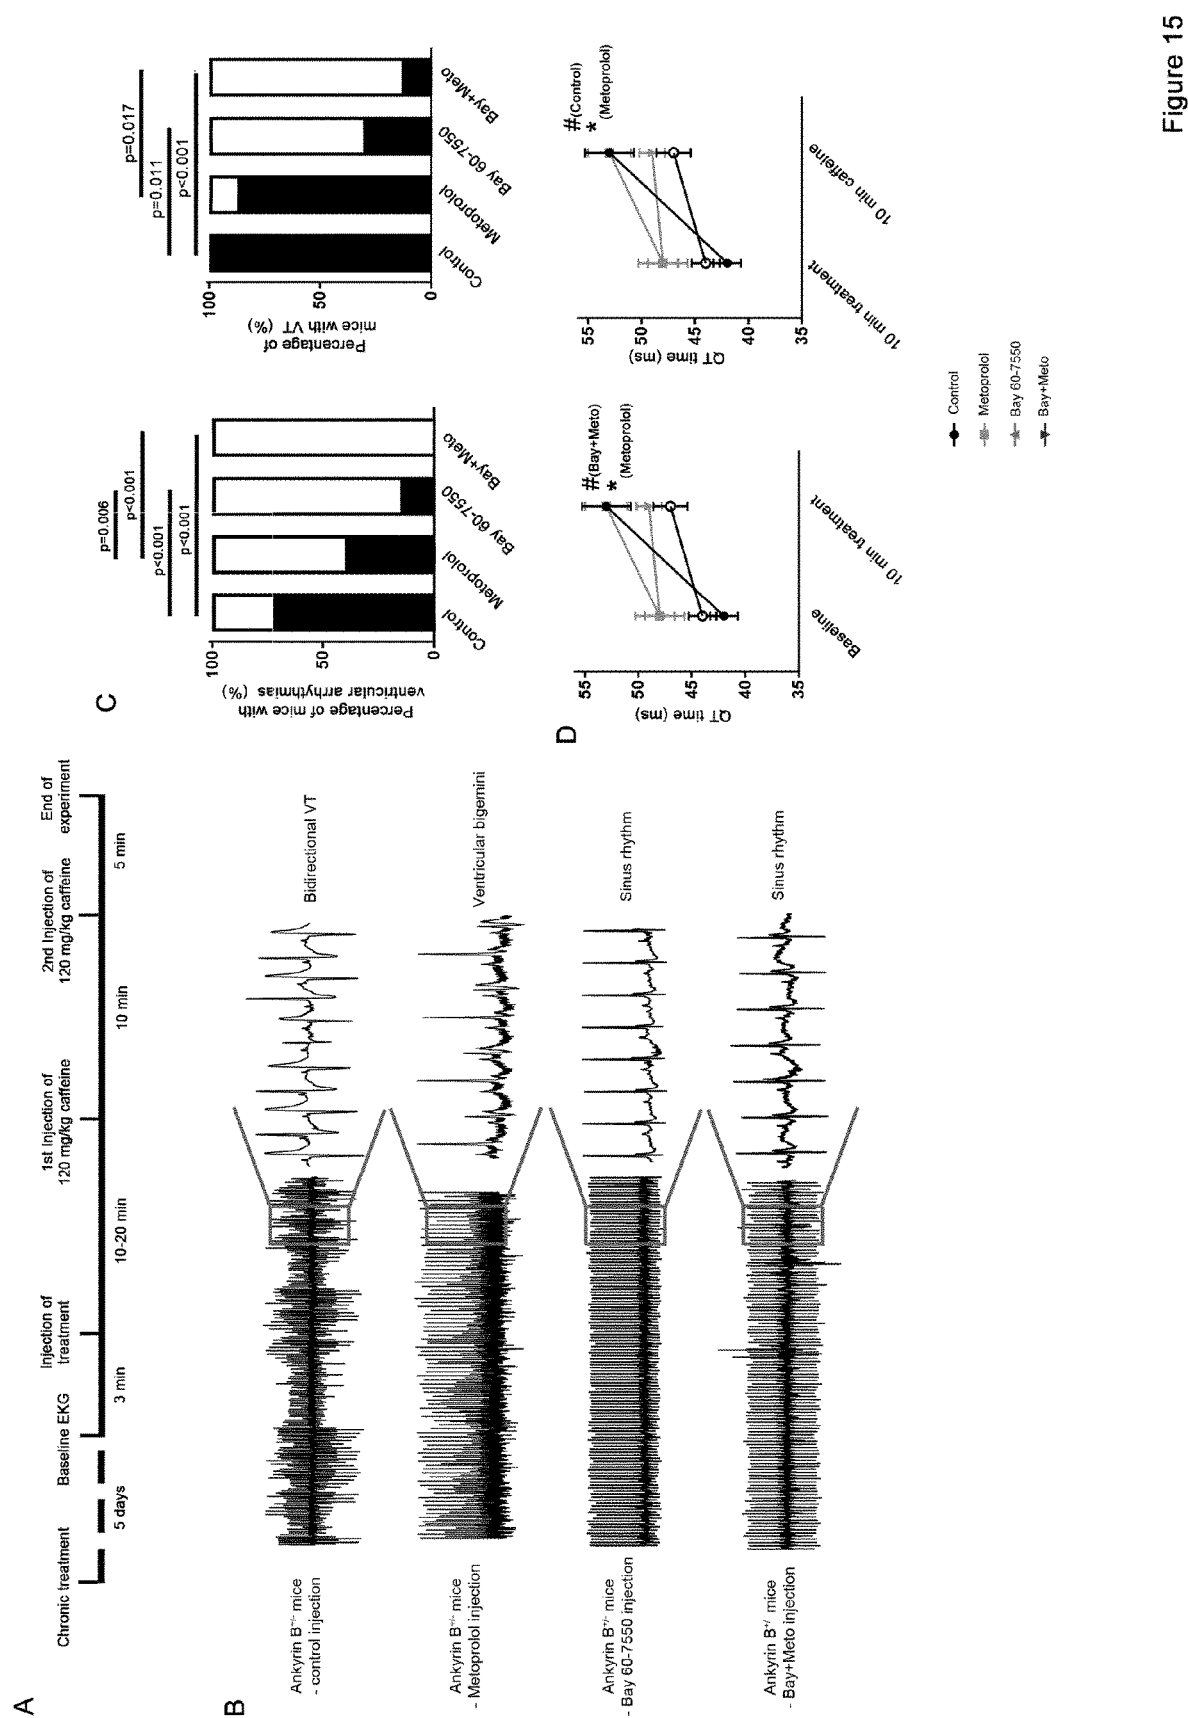 A
Chronic treatment
Baseline EKG
Injection of
treatment
1st Injection of
120 mg/kg caffeine
2nd Injection of
120 mg/kg caffeine
End of
experiment
5 days
3 min
10-20 min
10 min
5 min
B
Ankyrin B+/- mice
- control injection
Bidirectional VT
Ankyrin B+/- mice
- Metoprolol injection
Ventricular bigemini
Ankyrin B+/- mice
- Bay 60-7550 injection
Sinus rhythm
Ankyrin B+/- mice
- Bay+Meto injection
Sinus rhythm
C
Percentage of mice with
ventricular arrhythmias (%)
100
50
0
p=0.006
p<0.001
p<0.001
p<0.001
Control
Metoprolol
Bay 60-7550
Bay+Meto
Percentage of
mice with VT (%)
100
50
0
p=0.017
p=0.011
p<0.001
Control
Metoprolol
Bay 60-7550
Bay+Meto
D
QT time (ms)
55
50
45
40
35
#(Bay+Meto)
*
(Metoprolol)
Baseline
10 min treatment
QT time (ms)
55
50
45
40
35
#(Control)
*
(Metoprolol)
10 min treatment
10 min caffeine
Control
Metoprolol
Bay 60-7550
Bay+Meto
Figure 15